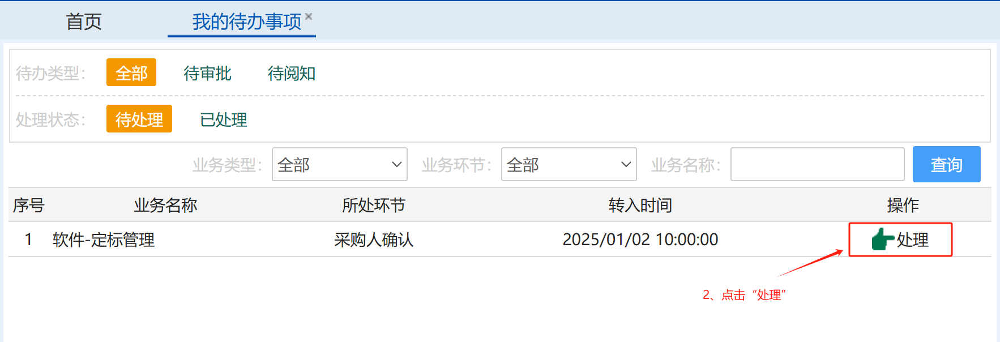 首页 我的待办事项
待办类型： 全部 待审批 待阅知
处理状态： 待处理 已处理
业务类型： 全部 业务环节： 全部 业务名称： 查询
序号 业务名称 所处环节 转入时间 操作
1 软件-定标管理 采购人确认 2025/01/02 10:00:00 处理
2、点击“处理”